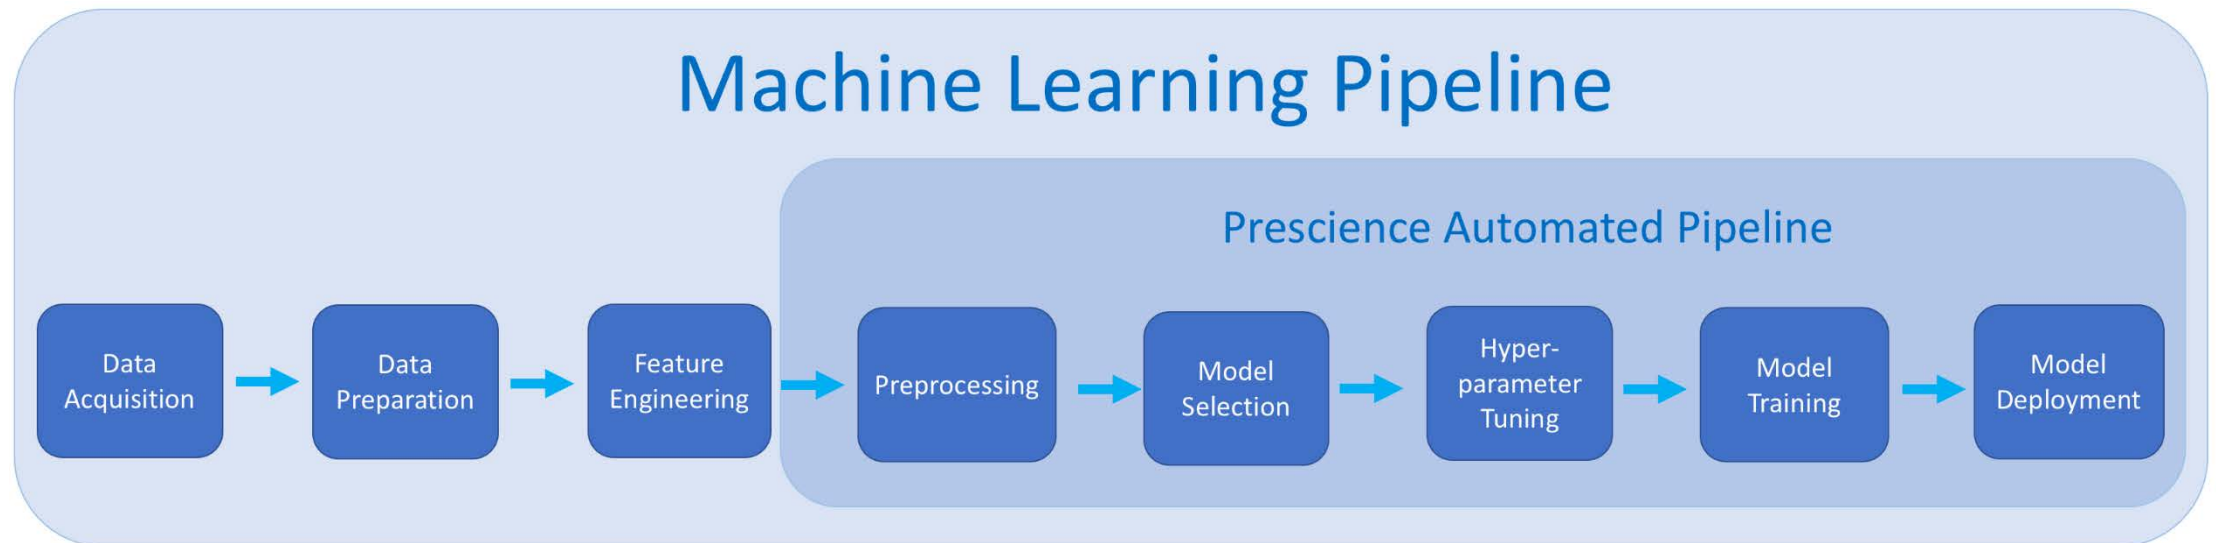 Machine Learning Pipeline
Prescience Automated Pipeline
Data
Acquisition
Data
Preparation
Feature
Engineering
Preprocessing
Model
Selection
Hyper-
parameter
Tuning
Model
Training
Model
Deployment